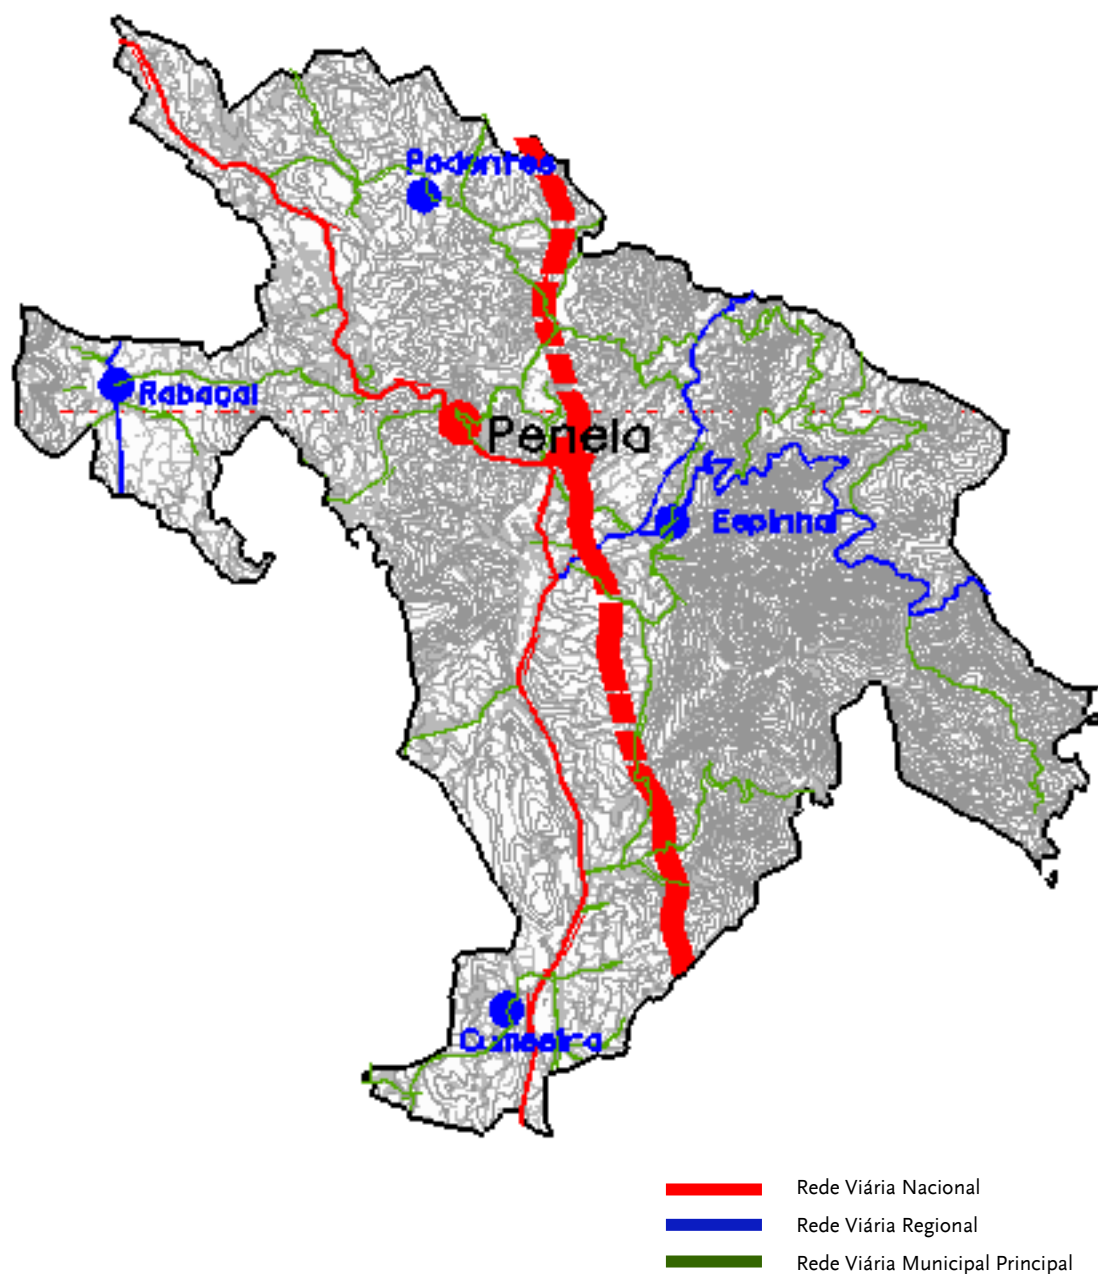 Podentes
Rabaçal
Penela
Espinhal
Cumeeira
Rede Viária Nacional
Rede Viária Regional
Rede Viária Municipal Principal